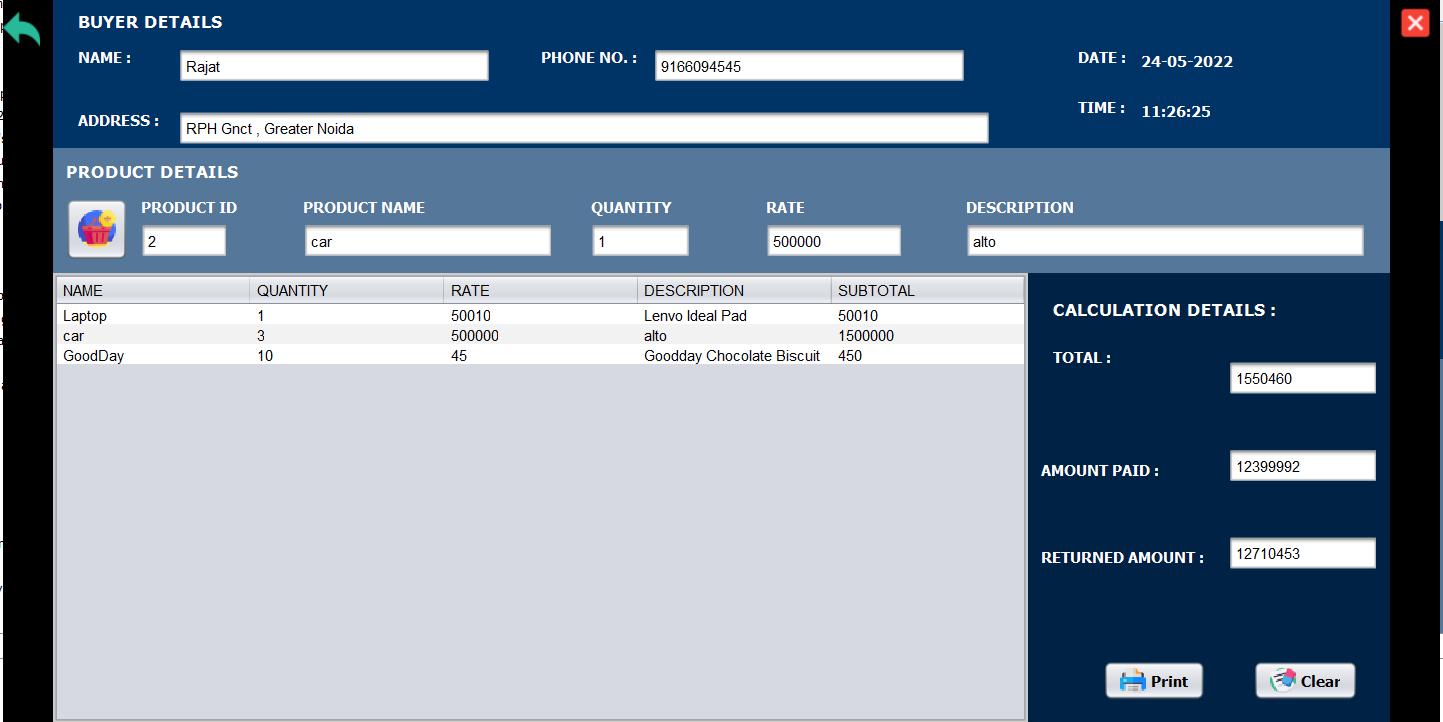 BUYER DETAILS
NAME : Rajat PHONE NO. : 9166094545 DATE : 24-05-2022
ADDRESS : RPH Gnct , Greater Noida TIME : 11:26:25
PRODUCT DETAILS
PRODUCT ID PRODUCT NAME QUANTITY RATE DESCRIPTION
2 car 1 500000 alto
NAME QUANTITY RATE DESCRIPTION SUBTOTAL
Laptop 1 50010 Lenvo Ideal Pad 50010
car 3 500000 alto 1500000
GoodDay 10 45 Goodday Chocolate Biscuit 450
CALCULATION DETAILS :
TOTAL : 1550460
AMOUNT PAID : 12399992
RETURNED AMOUNT : 12710453
Print Clear